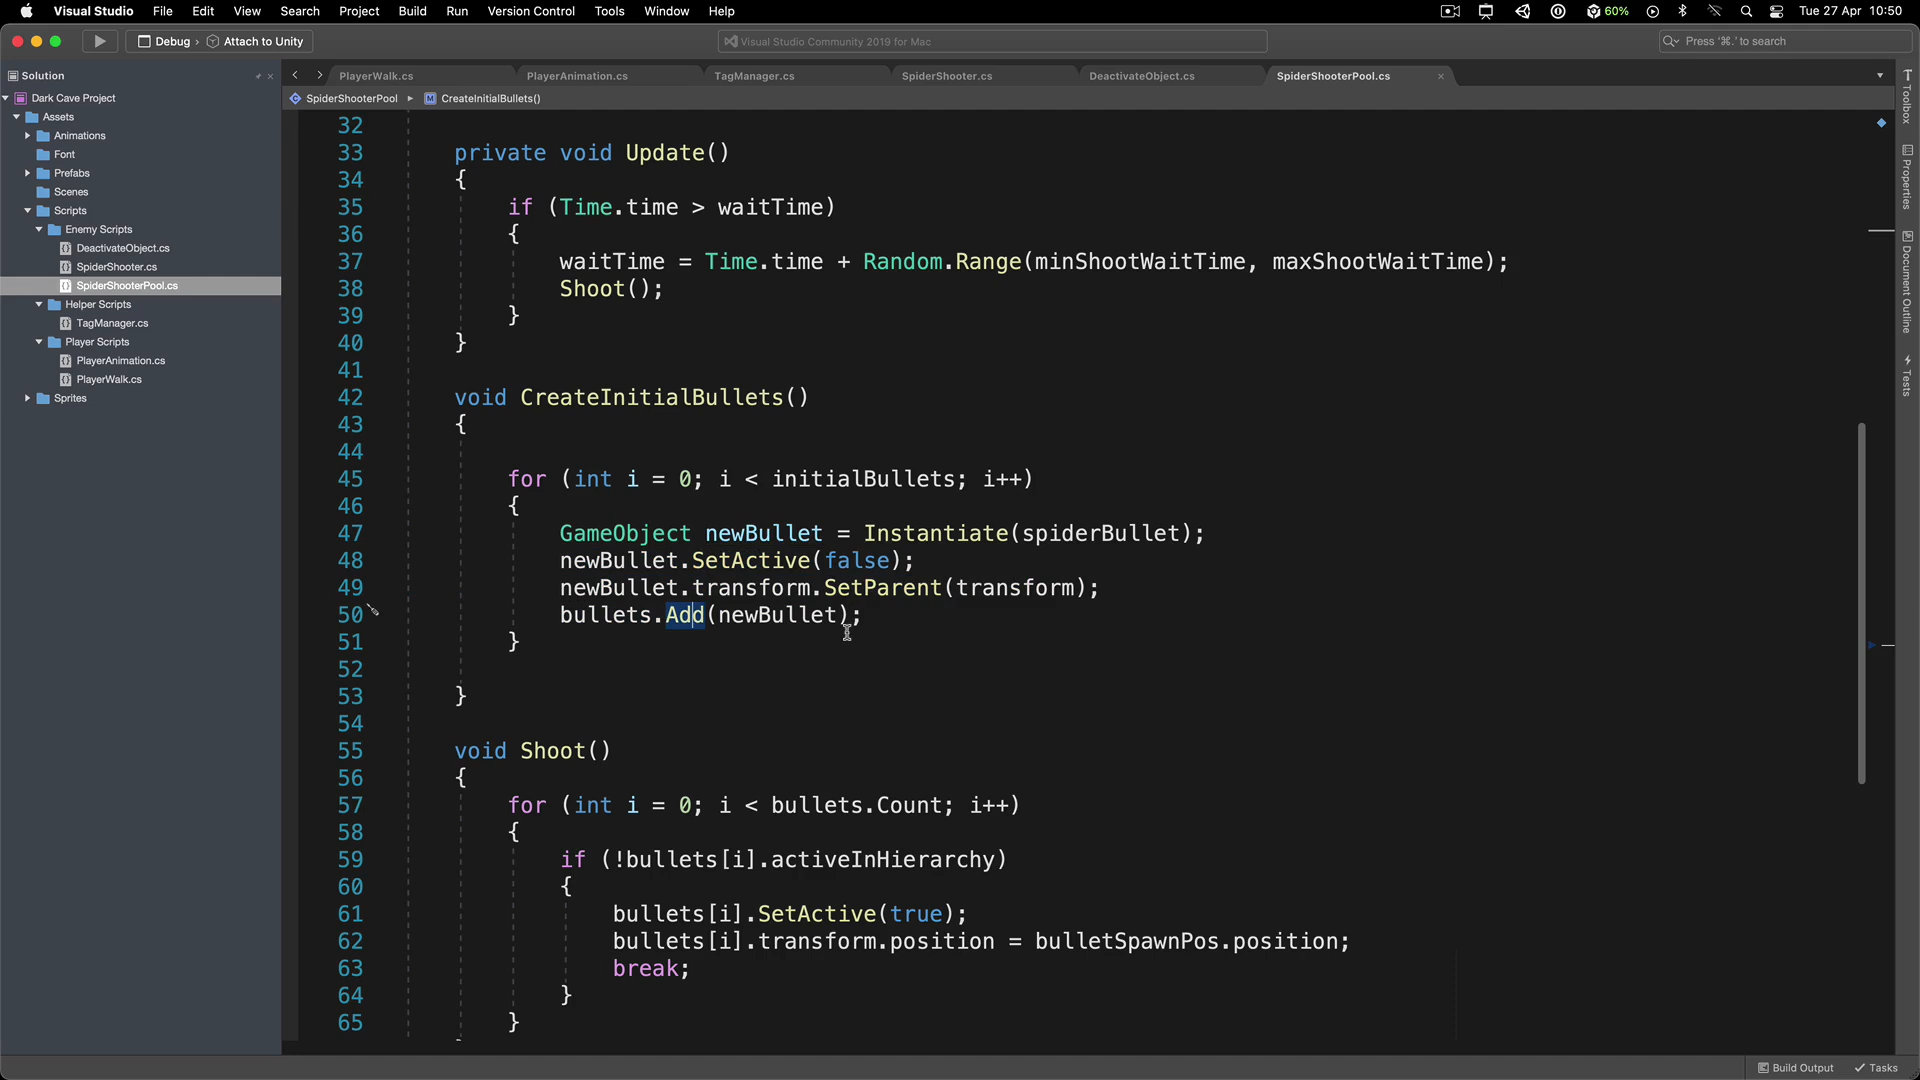 Visual Studio File Edit View Search Project Build Run Version Control Tools Window Help 60% Tue 27 Apr 10:50
Debug › Attach to Unity Visual Studio Community 2019 for Mac Press '⌘.' to search
Solution
PlayerWalk.cs PlayerAnimation.cs TagManager.cs SpiderShooter.cs DeactivateObject.cs SpiderShooterPool.cs
SpiderShooterPool CreateInitialBullets()
Dark Cave Project
Assets
Animations
Font
Prefabs
Scenes
Scripts
Enemy Scripts
DeactivateObject.cs
SpiderShooter.cs
SpiderShooterPool.cs
Helper Scripts
TagManager.cs
Player Scripts
PlayerAnimation.cs
PlayerWalk.cs
Sprites
32
33 private void Update()
34 {
35 if (Time.time > waitTime)
36 {
37 waitTime = Time.time + Random.Range(minShootWaitTime, maxShootWaitTime);
38 Shoot();
39 }
40 }
41
42 void CreateInitialBullets()
43 {
44
45 for (int i = 0; i < initialBullets; i++)
46 {
47 GameObject newBullet = Instantiate(spiderBullet);
48 newBullet.SetActive(false);
49 newBullet.transform.SetParent(transform);
50 bullets.Add(newBullet);
51 }
52
53 }
54
55 void Shoot()
56 {
57 for (int i = 0; i < bullets.Count; i++)
58 {
59 if (!bullets[i].activeInHierarchy)
60 {
61 bullets[i].SetActive(true);
62 bullets[i].transform.position = bulletSpawnPos.position;
63 break;
64 }
65 }
Toolbox
Properties
Document Outline
Tests
Build Output Tasks